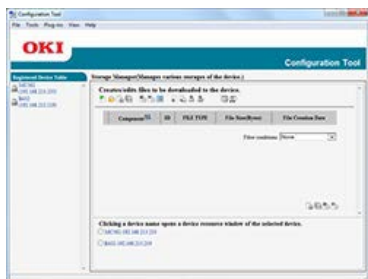 Configuration Tool
File Tools Plug-ins View Help
OKI
Configuration Tool
Registered Device Table
Storage Manager(Manages various storages of the device.)
Creates/edits files to be downloaded to the device.
Component ID FILE TYPE File Size(Bytes) File Creation Date
Filter conditions None
Clicking a device name opens a device resource window of the selected device.